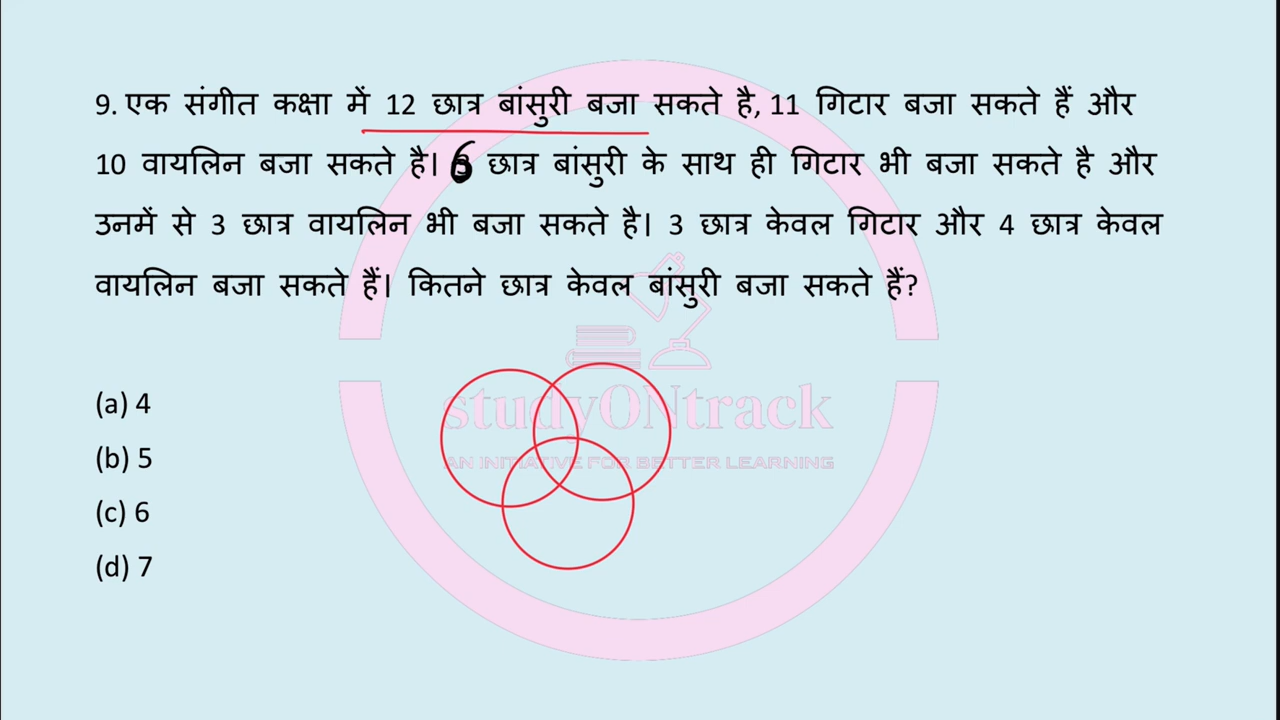 9. एक संगीत कक्षा में 12 छात्र बांसुरी बजा सकते है, 11 गिटार बजा सकते हैं और
10 वायलिन बजा सकते है। 6 छात्र बांसुरी के साथ ही गिटार भी बजा सकते है और
उनमें से 3 छात्र वायलिन भी बजा सकते है। 3 छात्र केवल गिटार और 4 छात्र केवल
वायलिन बजा सकते हैं। कितने छात्र केवल बांसुरी बजा सकते हैं?
(a) 4
studyONtrack
(b) 5
AN INITIATIVE FOR BETTER LEARNING
(c) 6
(d) 7